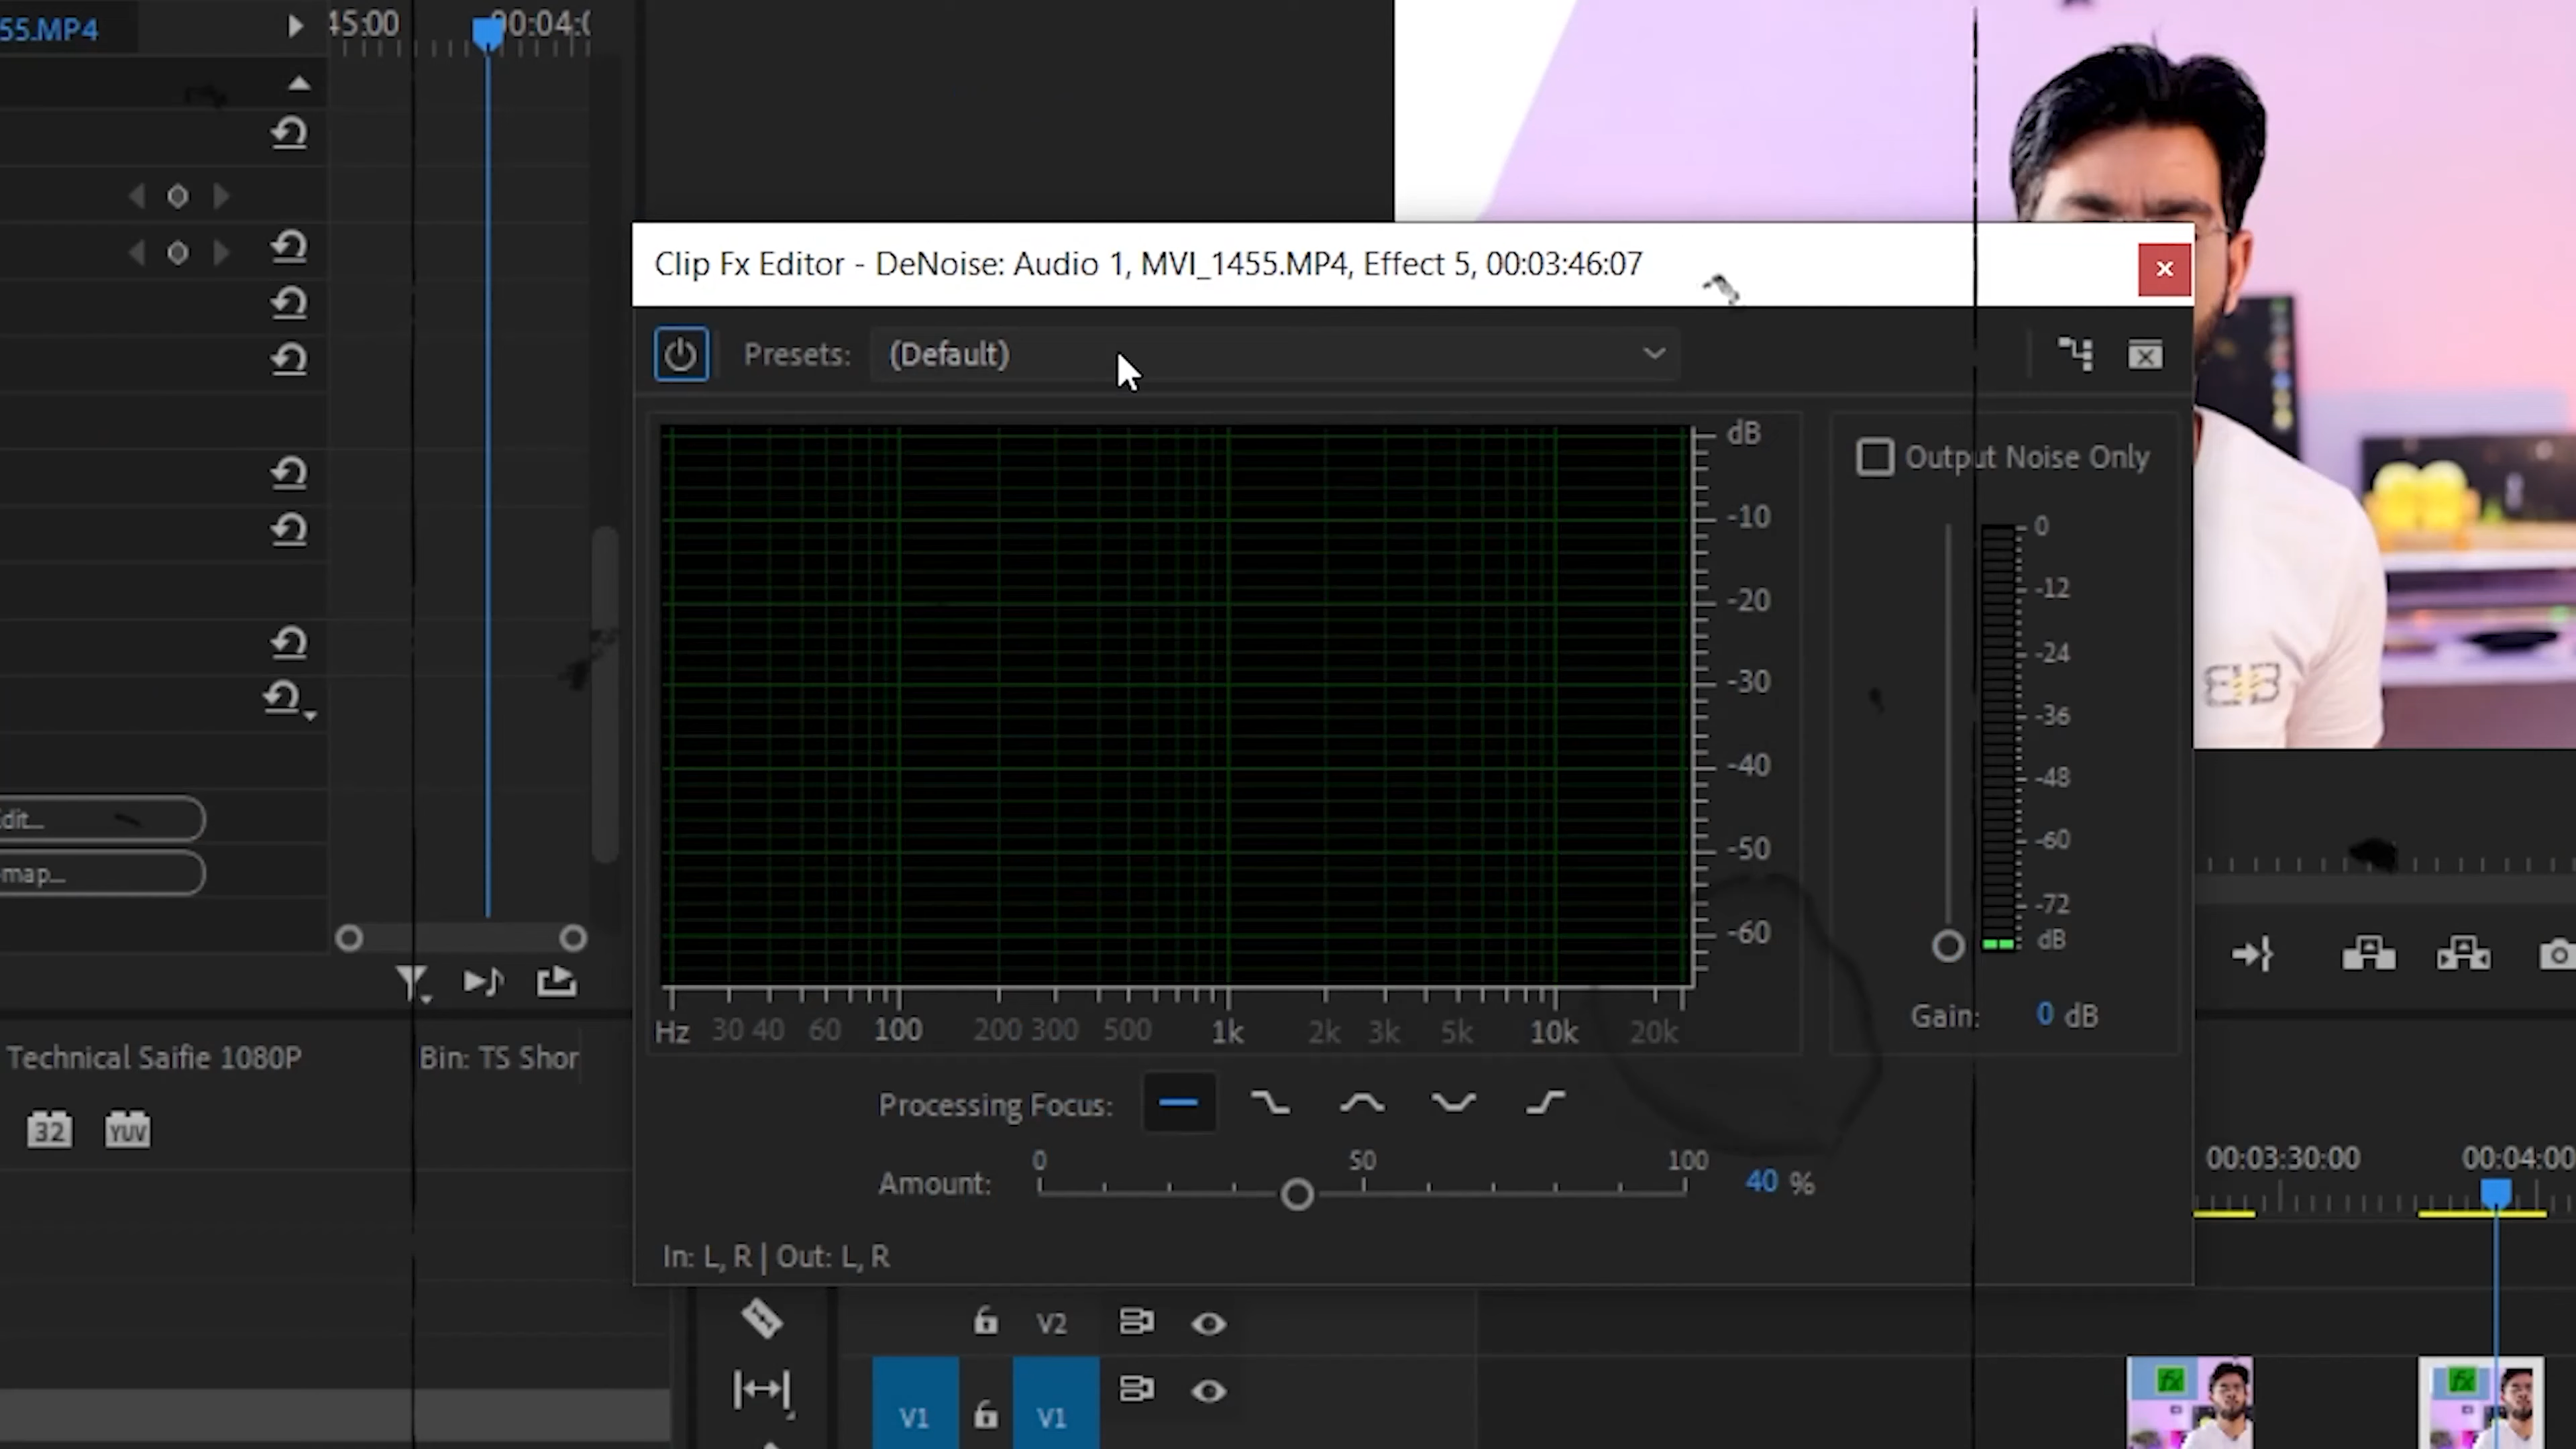 55.MP4
45:00
00:04:0
Clip Fx Editor - DeNoise: Audio 1, MVI_1455.MP4, Effect 5, 00:03:46:07
Presets: (Default)
dB
-10
-20
-30
-40
-50
-60
Hz 30 40 60 100 200 300 500 1k 2k 3k 5k 10k 20k
Output Noise Only
0
-12
-24
-36
-48
-60
-72
dB
Gain: 0 dB
Processing Focus:
0 50 100
Amount: 40 %
In: L, R | Out: L, R
dit...
map...
Technical Saifie 1080P
Bin: TS Shor
32 YUV
00:03:30:00
00:04:00
V2
V1 V1
fx fx